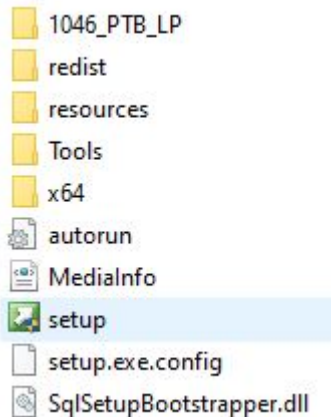 1046_PTB_LP
redist
resources
Tools
x64
autorun
MediaInfo
setup
setup.exe.config
SqlSetupBootstrapper.dll